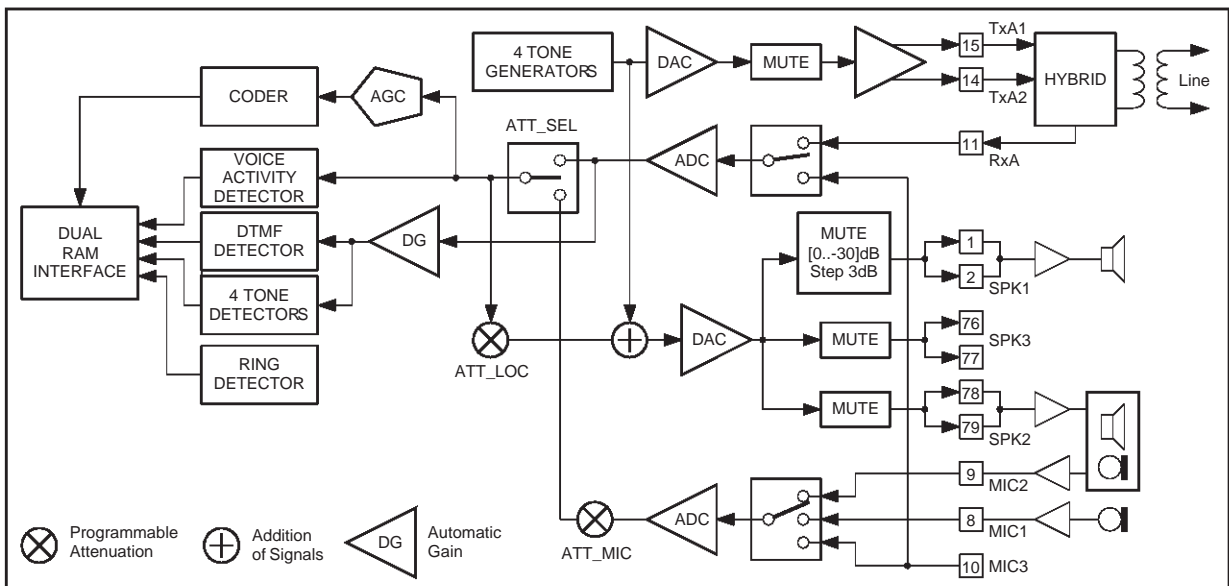 4 TONE
GENERATORS
DAC
MUTE
15
TxA1
14
TxA2
HYBRID
Line
CODER
AGC
ATT_SEL
ADC
11
RxA
VOICE
ACTIVITY
DETECTOR
DUAL
RAM
INTERFACE
DTMF
DETECTOR
DG
4 TONE
DETECTORS
RING
DETECTOR
ATT_LOC
DAC
MUTE
[0..-30]dB
Step 3dB
1
2
SPK1
MUTE
76
SPK3
77
MUTE
78
79
SPK2
9
MIC2
8
MIC1
10
MIC3
ADC
ATT_MIC
Programmable
Attenuation
Addition
of Signals
DG
Automatic
Gain